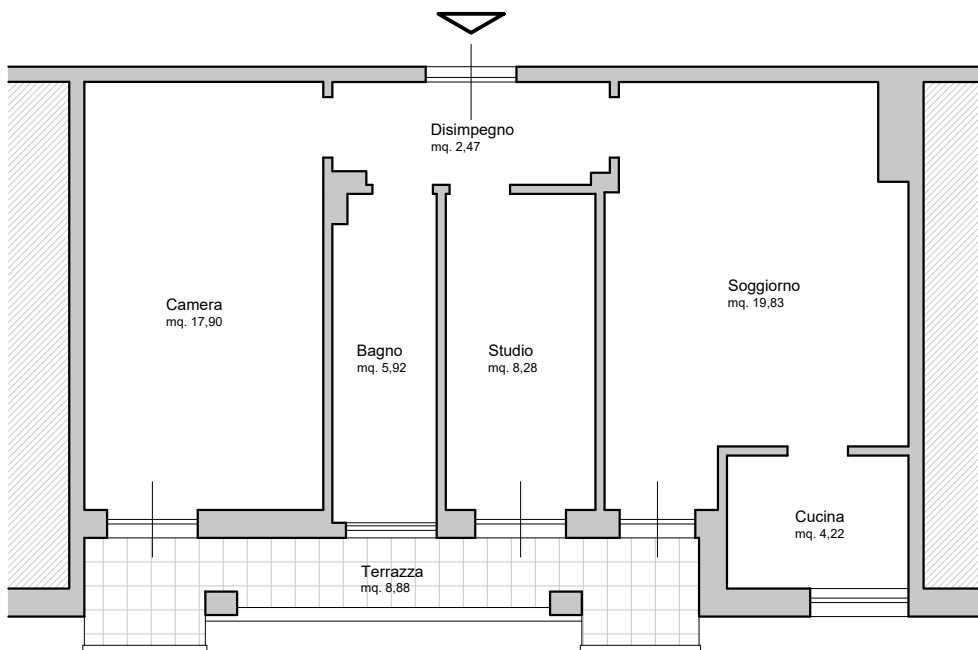 Disimpegno
mq. 2,47
Camera
mq. 17,90
Bagno
mq. 5,92
Studio
mq. 8,28
Soggiorno
mq. 19,83
Cucina
mq. 4,22
Terrazza
mq. 8,88